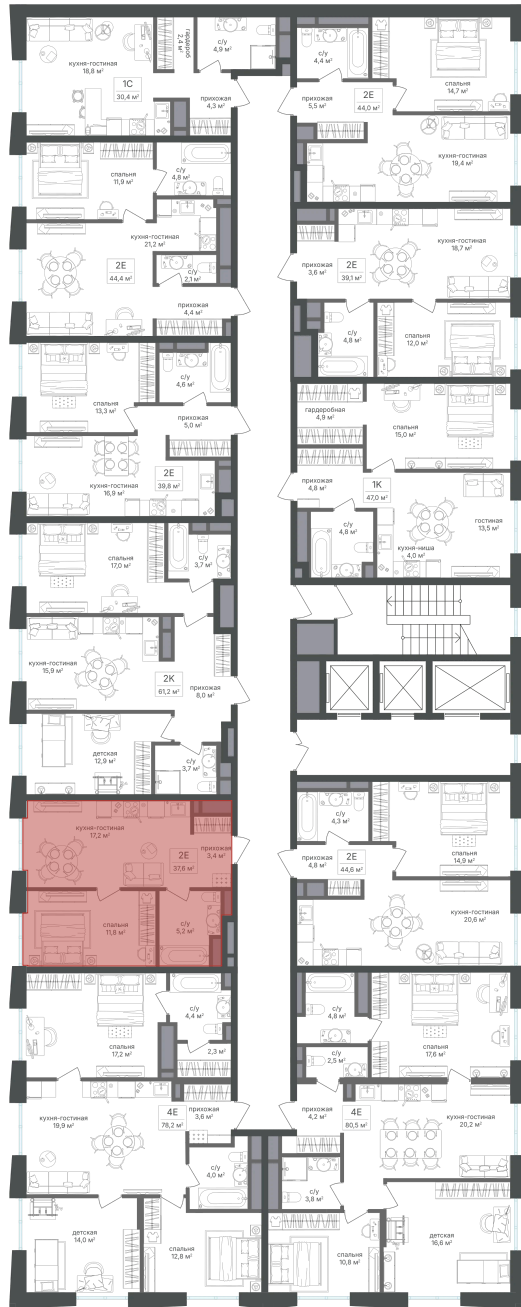 кухня-гостиная
18,8 м²
1С
30,4
гардероб
2,4 м²
с/у
4,9 м²
прихожая
4,3 м²
с/у
4,4 м²
спальня
14,7 м²
прихожая
5,5 м²
2Е
44,0 м²
кухня-гостиная
19,4 м²
спальня
11,9 м²
с/у
4,8 м²
кухня-гостиная
21,2 м²
2Е
44,4 м²
с/у
2,1 м²
прихожая
4,4 м²
кухня-гостиная
18,7 м²
прихожая
3,6 м²
2Е
39,1 м²
с/у
4,8 м²
спальня
12,0 м²
спальня
13,3 м²
с/у
4,6 м²
прихожая
5,0 м²
2Е
39,8 м²
кухня-гостиная
16,9 м²
гардеробная
4,9 м²
спальня
15,0 м²
прихожая
4,8 м²
1К
47,0 м²
гостиная
13,5 м²
с/у
4,8 м²
кухня-ниша
4,0 м²
спальня
17,0 м²
с/у
3,7 м²
кухня-гостиная
15,9 м²
2К
61,2 м²
прихожая
8,0 м²
детская
12,9 м²
с/у
3,7 м²
кухня-гостиная
17,2 м²
2Е
37,6 м²
прихожая
3,4 м²
спальня
11,8 м²
с/у
5,2 м²
с/у
4,3 м²
спальня
14,9 м²
прихожая
4,8 м²
2Е
44,6 м²
кухня-гостиная
20,6 м²
спальня
17,2 м²
с/у
4,4 м²
2,3 м²
с/у
4,8 м²
с/у
2,5 м²
спальня
17,6 м²
кухня-гостиная
19,9 м²
4Е
78,2 м²
прихожая
3,6 м²
с/у
4,0 м²
детская
14,0 м²
спальня
12,8 м²
прихожая
4,2 м²
4Е
80,5 м²
кухня-гостиная
20,2 м²
с/у
3,8 м²
спальня
10,8 м²
детская
16,6 м²